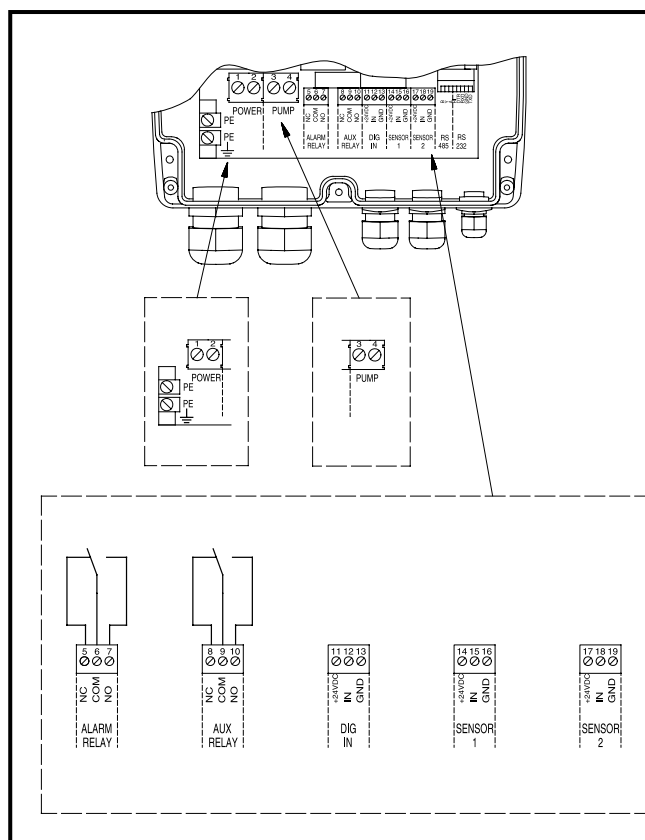 1 2 3 4
POWER PUMP
PE
PE
5 6 7 8 9 10 11 12 13 14 15 16 17 18 19
NC COM NO NC COM NO +24VDC IN GND +24VDC IN GND +24VDC IN GND
ALARM RELAY
AUX RELAY
DIG IN
SENSOR 1
SENSOR 2
RS 485
RS 232
1 2
POWER
PE
PE
3 4
PUMP
5 6 7
NC COM NO
ALARM
RELAY
8 9 10
NC COM NO
AUX
RELAY
11 12 13
+24VDC IN GND
DIG
IN
14 15 16
+24VDC IN GND
SENSOR
1
17 18 19
+24VDC IN GND
SENSOR
2